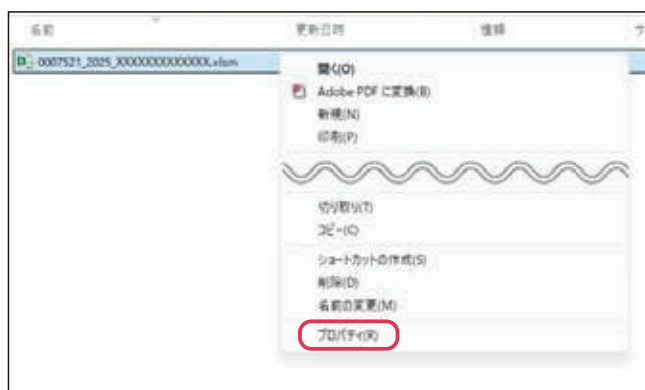 名前 更新日時 種類
0007521_2025_XXXXXXXXXXXXX.xlsm
開く(O)
Adobe PDF に変換(B)
新規(N)
印刷(P)
切り取り(T)
コピー(C)
ショートカットの作成(S)
削除(D)
名前の変更(M)
プロパティ(R)